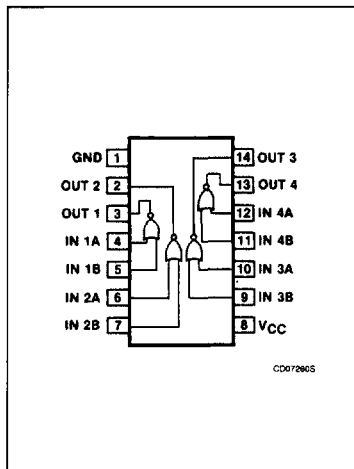 GND 1
OUT 2 2
OUT 1 3
IN 1A 4
IN 1B 5
IN 2A 6
IN 2B 7
14 OUT 3
13 OUT 4
12 IN 4A
11 IN 4B
10 IN 3A
9 IN 3B
8 VCC
CD07260S